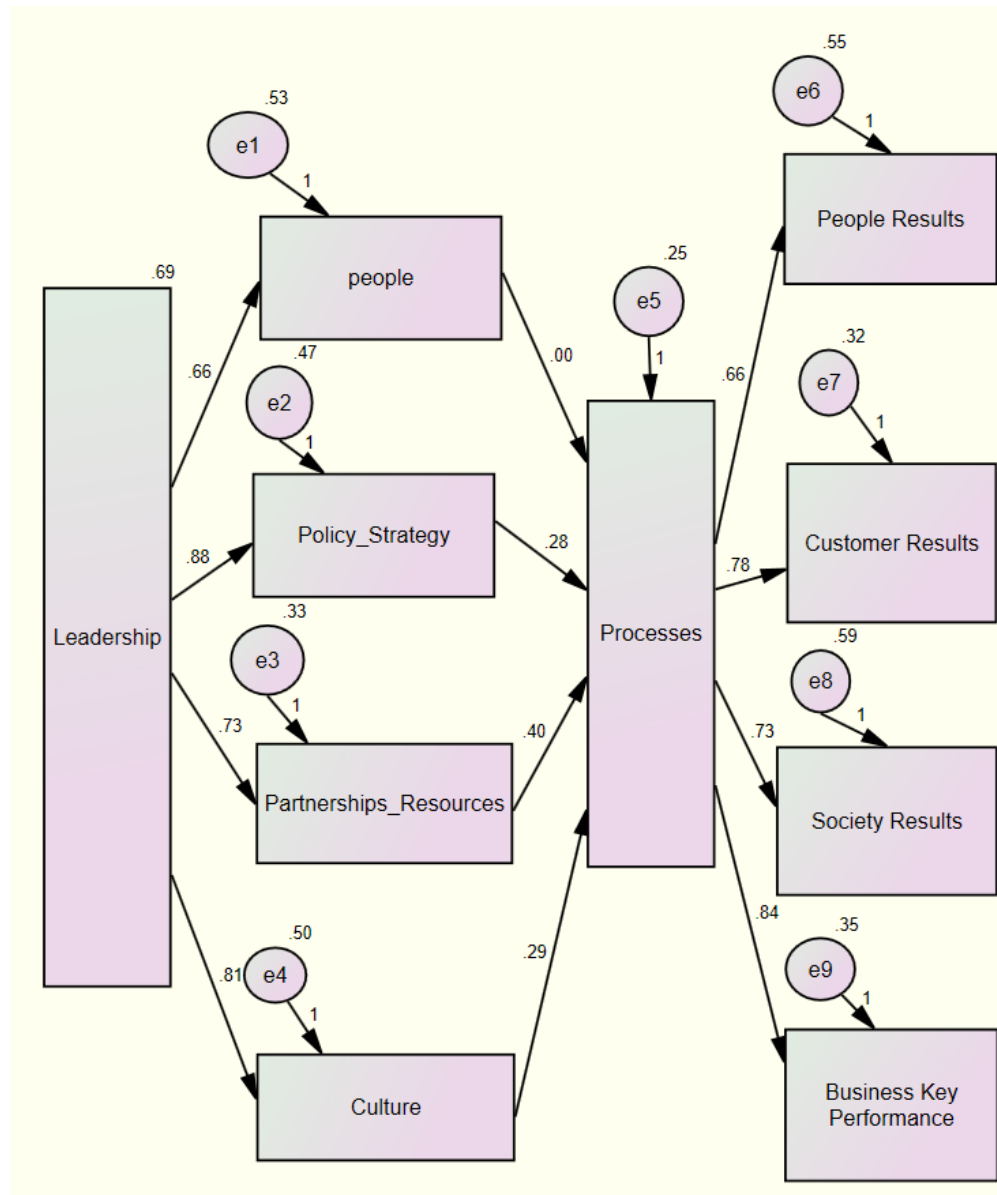 .55
e6
1
People Results
.53
e1
1
people
.69
Leadership
.66
.00
.47
e2
1
Policy_Strategy
.88
.28
.33
e3
1
Partnerships_Resources
.73
.40
.50
e4
1
Culture
.81
.29
.25
e5
1
Processes
.66
.32
e7
1
Customer Results
.78
.59
e8
1
Society Results
.73
.35
e9
1
Business Key
Performance
.84